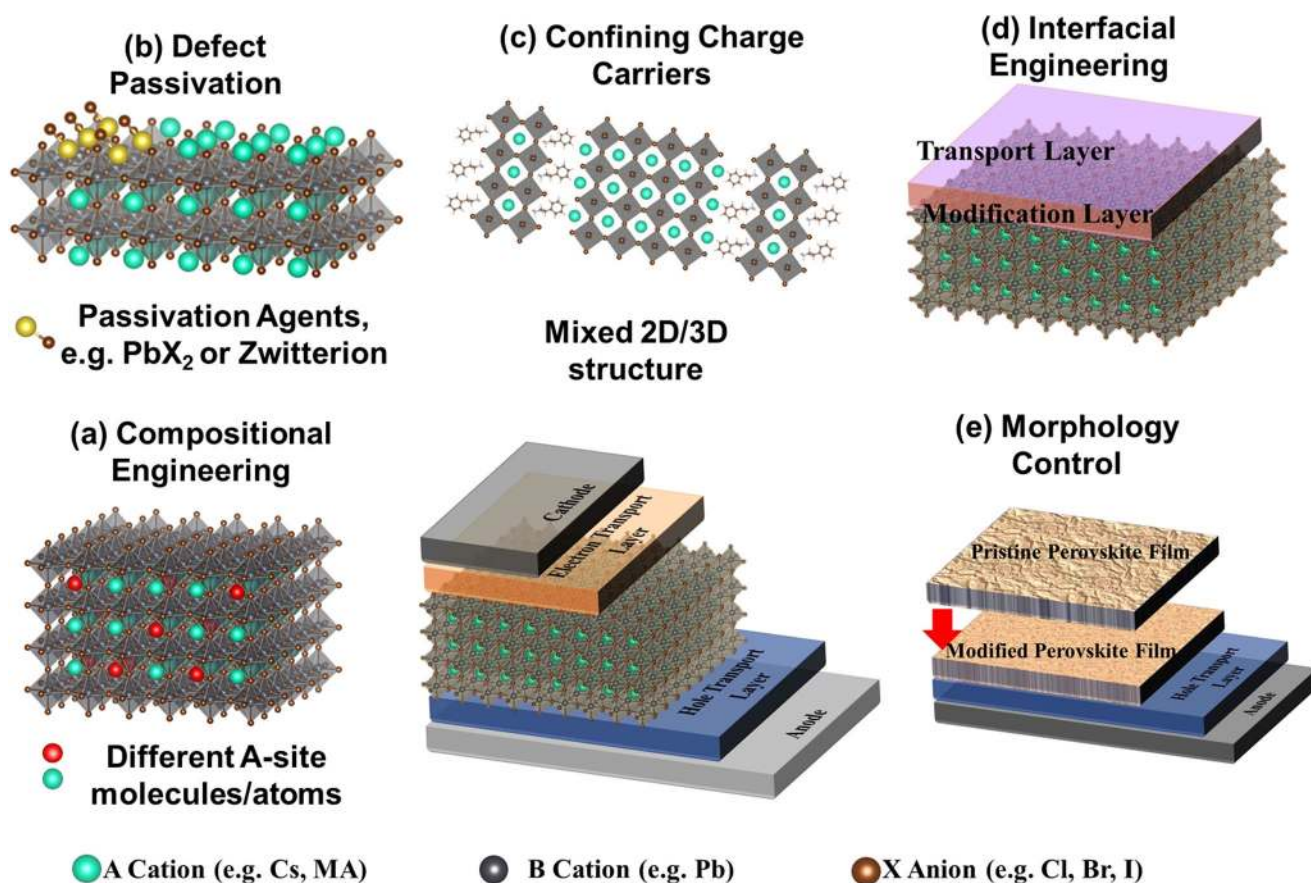 (b) Defect
Passivation
(c) Confining Charge
Carriers
(d) Interfacial
Engineering
Transport Layer
Modification Layer
Passivation Agents,
e.g. PbX₂ or Zwitterion
Mixed 2D/3D
structure
(a) Compositional
Engineering
Different A-site
molecules/atoms
Cathode
Electron Transport
Layer
Hole Transport
Layer
Anode
(e) Morphology
Control
Pristine Perovskite Film
Modified Perovskite Film
Hole Transport
Layer
Anode
A Cation (e.g. Cs, MA)
B Cation (e.g. Pb)
X Anion (e.g. Cl, Br, I)